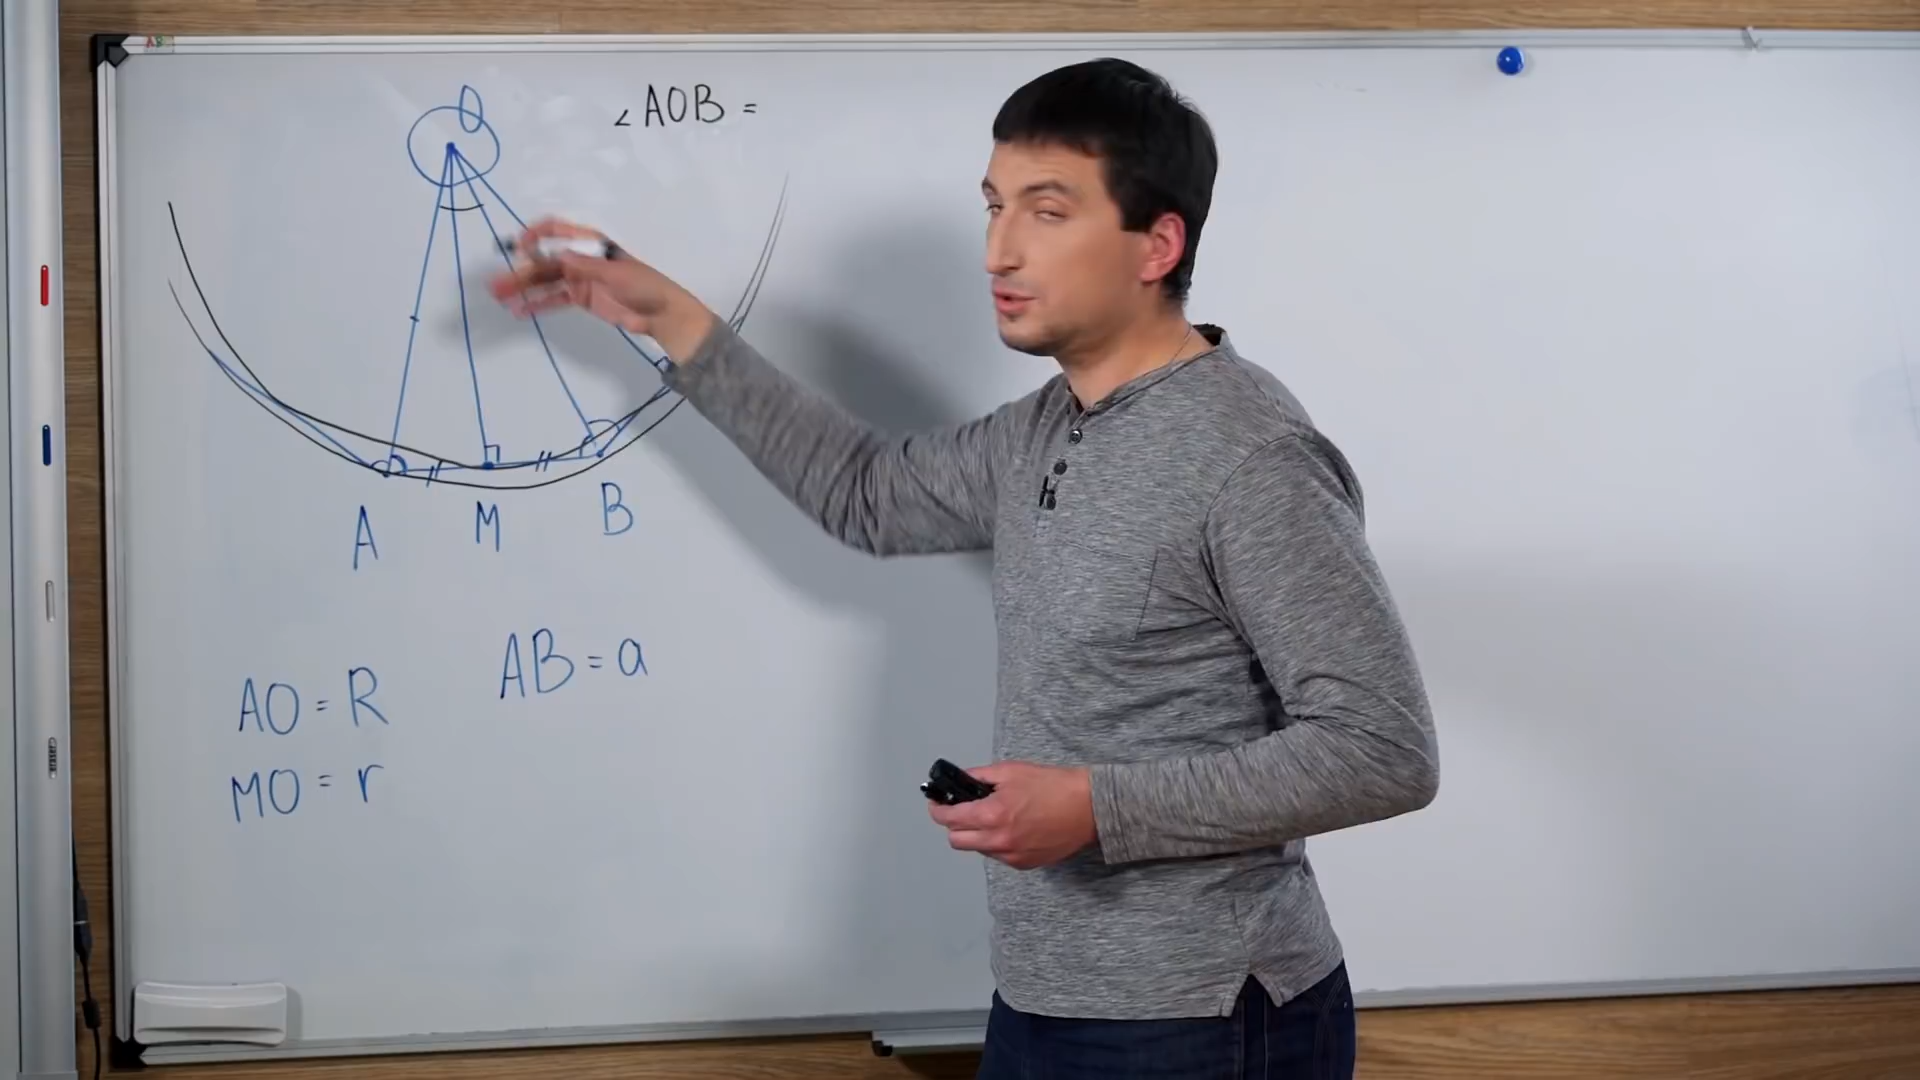 O
∠AOB =
A M B
AB = a
AO = R
MO = r